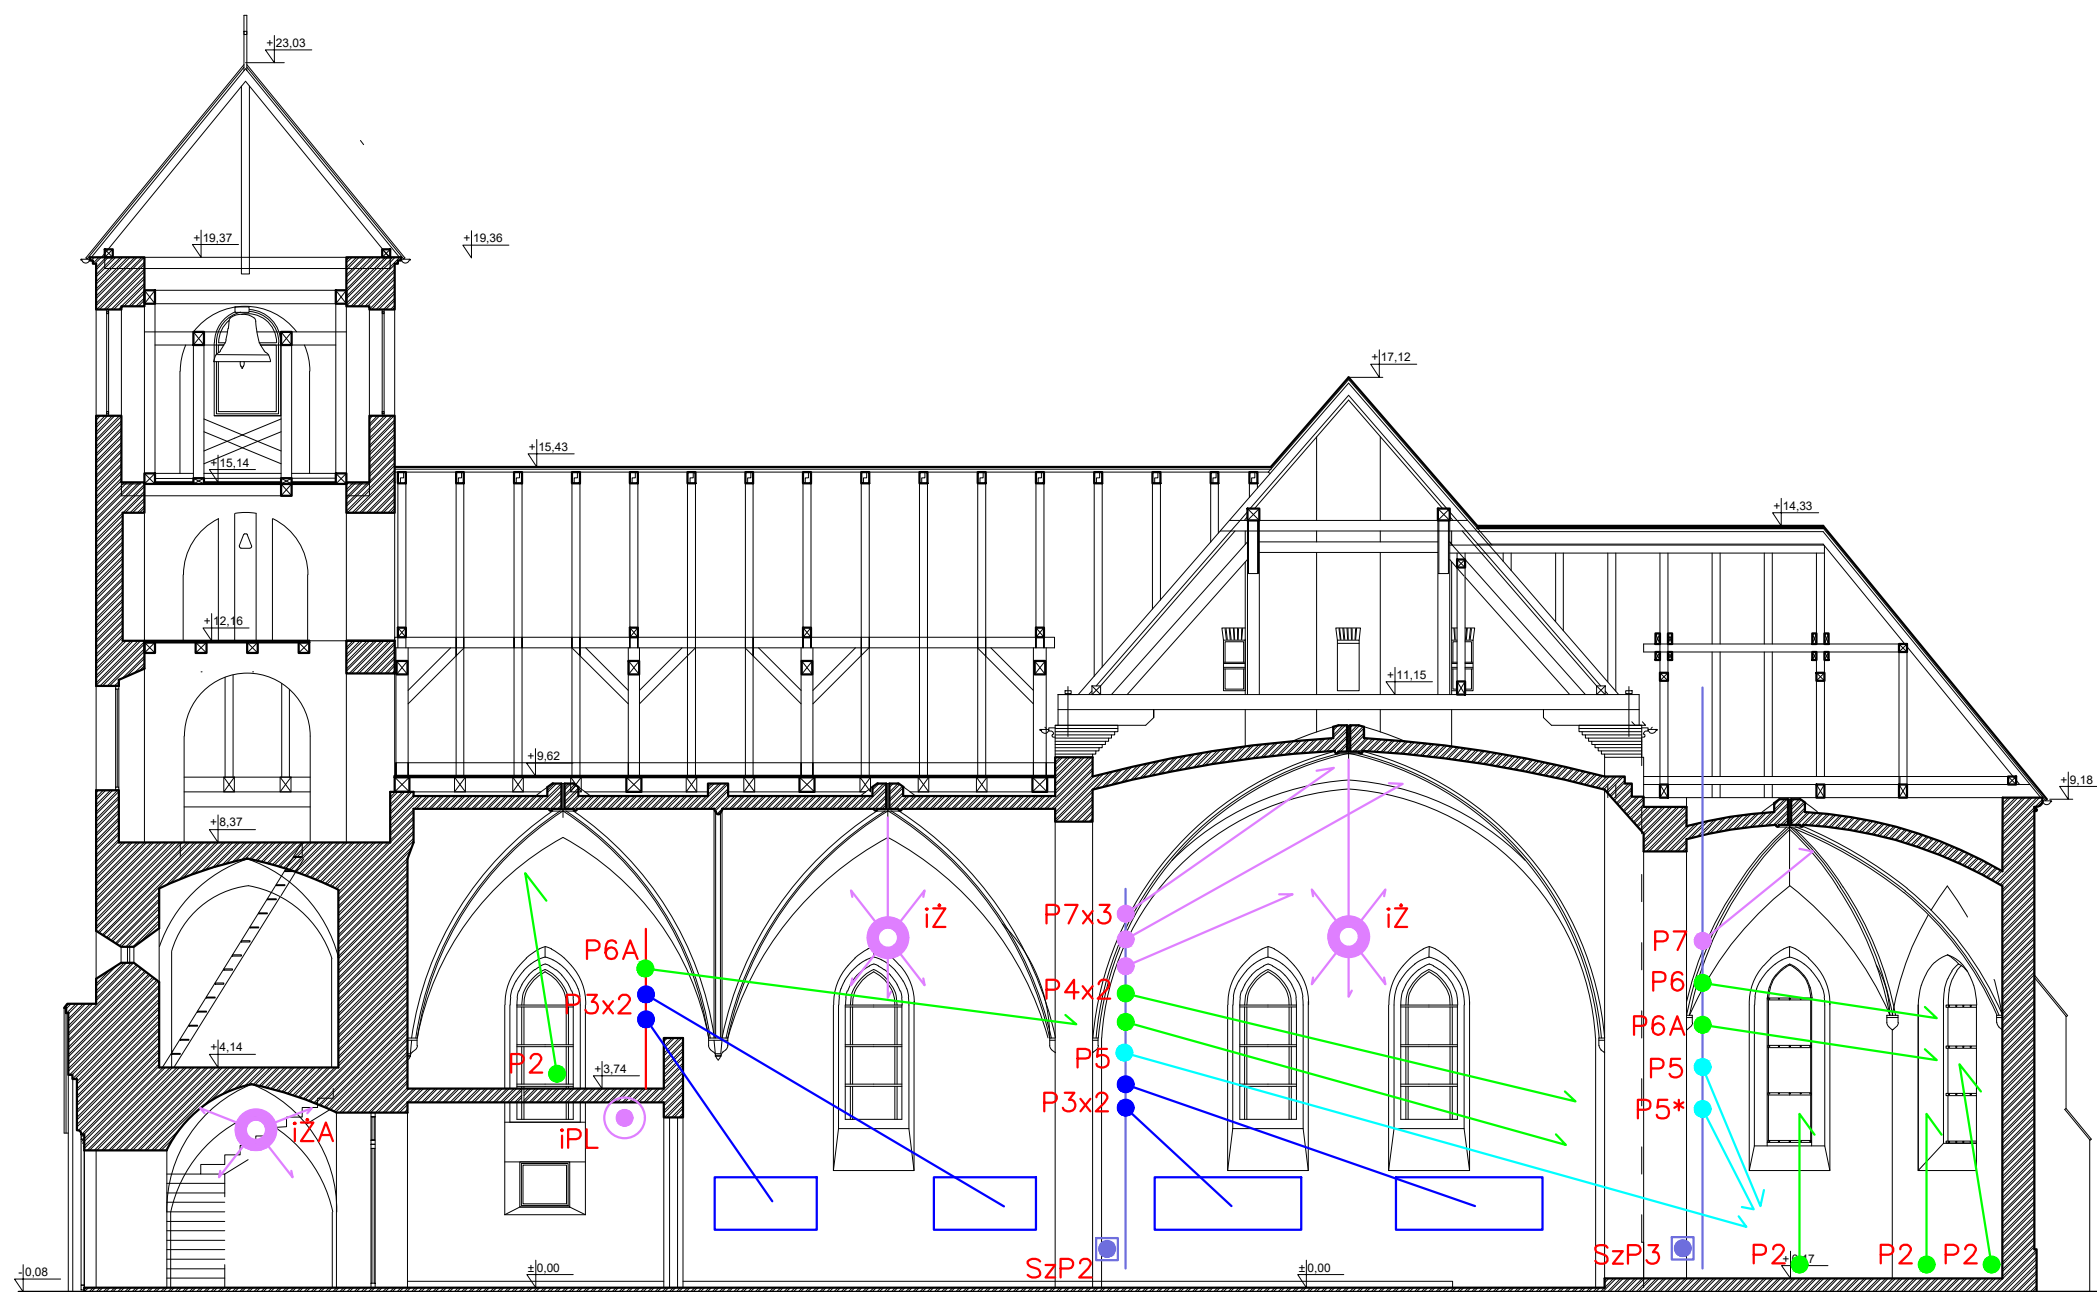 +23,03
+19,37
+19,36
+17,12
+15,43
+15,14
+14,33
+12,16
+11,15
+9,62
+9,18
+8,37
P7x3
iŻ
iŻ
P7
P6A
P6
P3x2
P4x2
P6A
+4,14
P2
+3,74
P5
P5
P3x2
P5*
iŻA
iPL
SzP2
SzP3
P2
P2
P2
-0,08
±0,00
±0,00